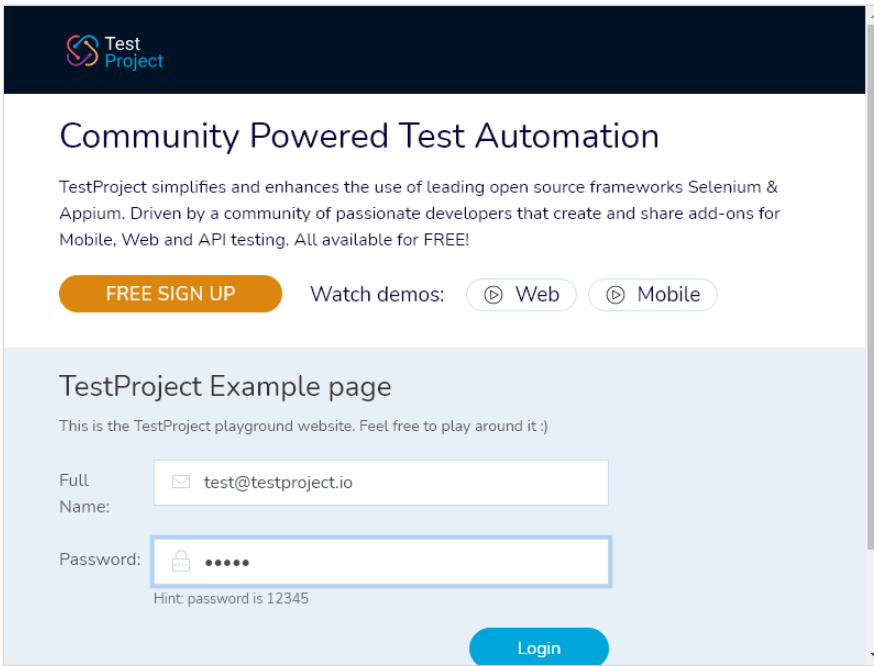 Test
Project
Community Powered Test Automation
TestProject simplifies and enhances the use of leading open source frameworks Selenium &
Appium. Driven by a community of passionate developers that create and share add-ons for
Mobile, Web and API testing. All available for FREE!
FREE SIGN UP Watch demos: Web Mobile
TestProject Example page
This is the TestProject playground website. Feel free to play around it :)
Full
Name:
test@testproject.io
Password: •••••
Hint: password is 12345
Login